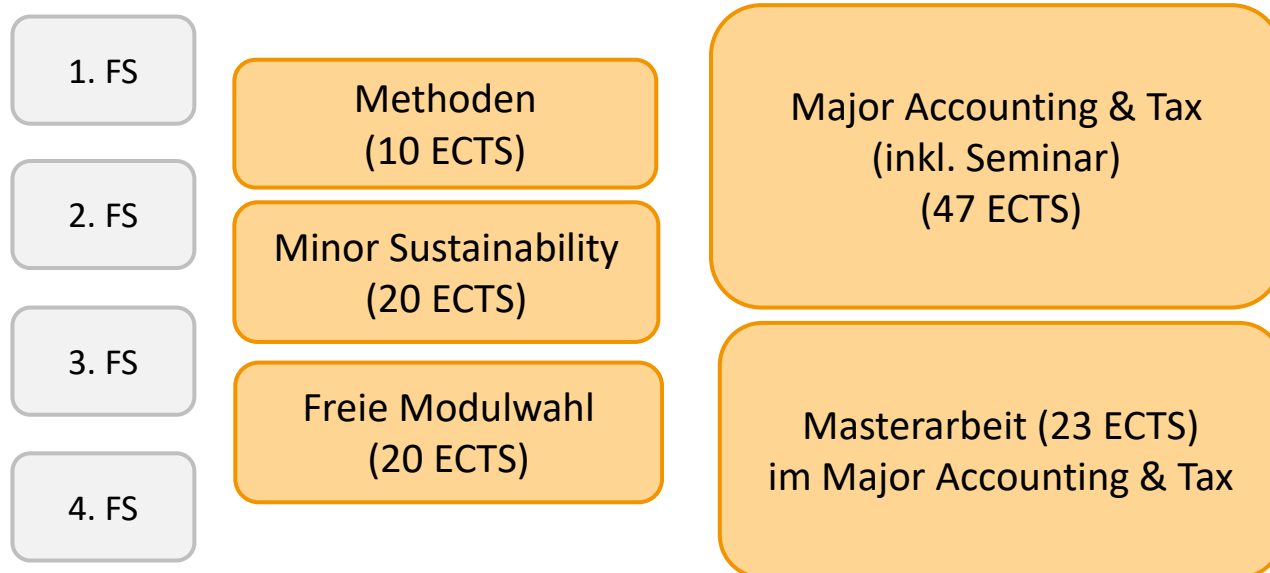 1. FS
2. FS
3. FS
4. FS
Methoden
(10 ECTS)
Minor Sustainability
(20 ECTS)
Freie Modulwahl
(20 ECTS)
Major Accounting & Tax
(inkl. Seminar)
(47 ECTS)
Masterarbeit (23 ECTS)
im Major Accounting & Tax